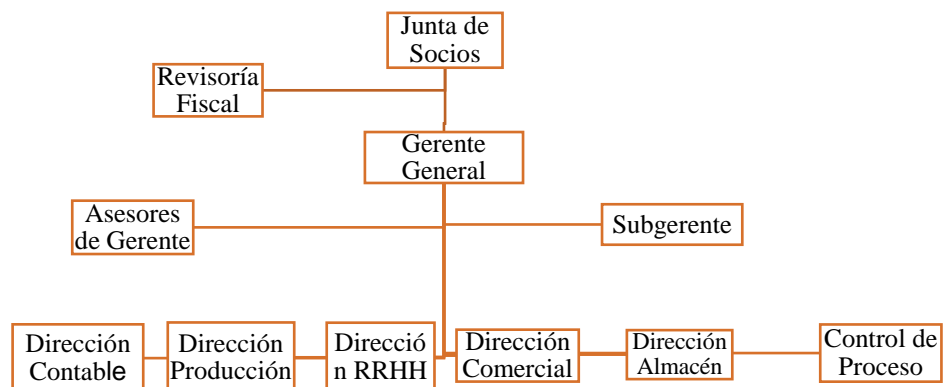 Junta de
Socios
Revisoría
Fiscal
Gerente
General
Asesores
de Gerente
Subgerente
Dirección
Contable
Dirección
Producción
Direcció
n RRHH
Dirección
Comercial
Dirección
Almacén
Control de
Proceso